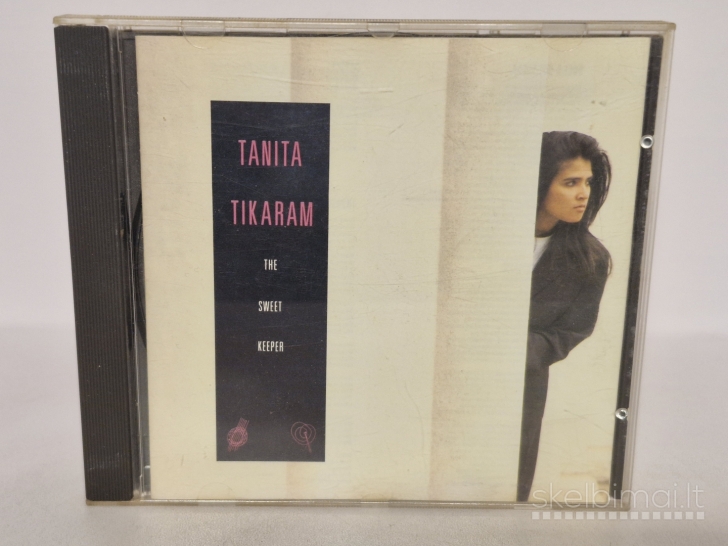 TANITA
TIKARAM
THE
SWEET
KEEPER
skelbimai.lt